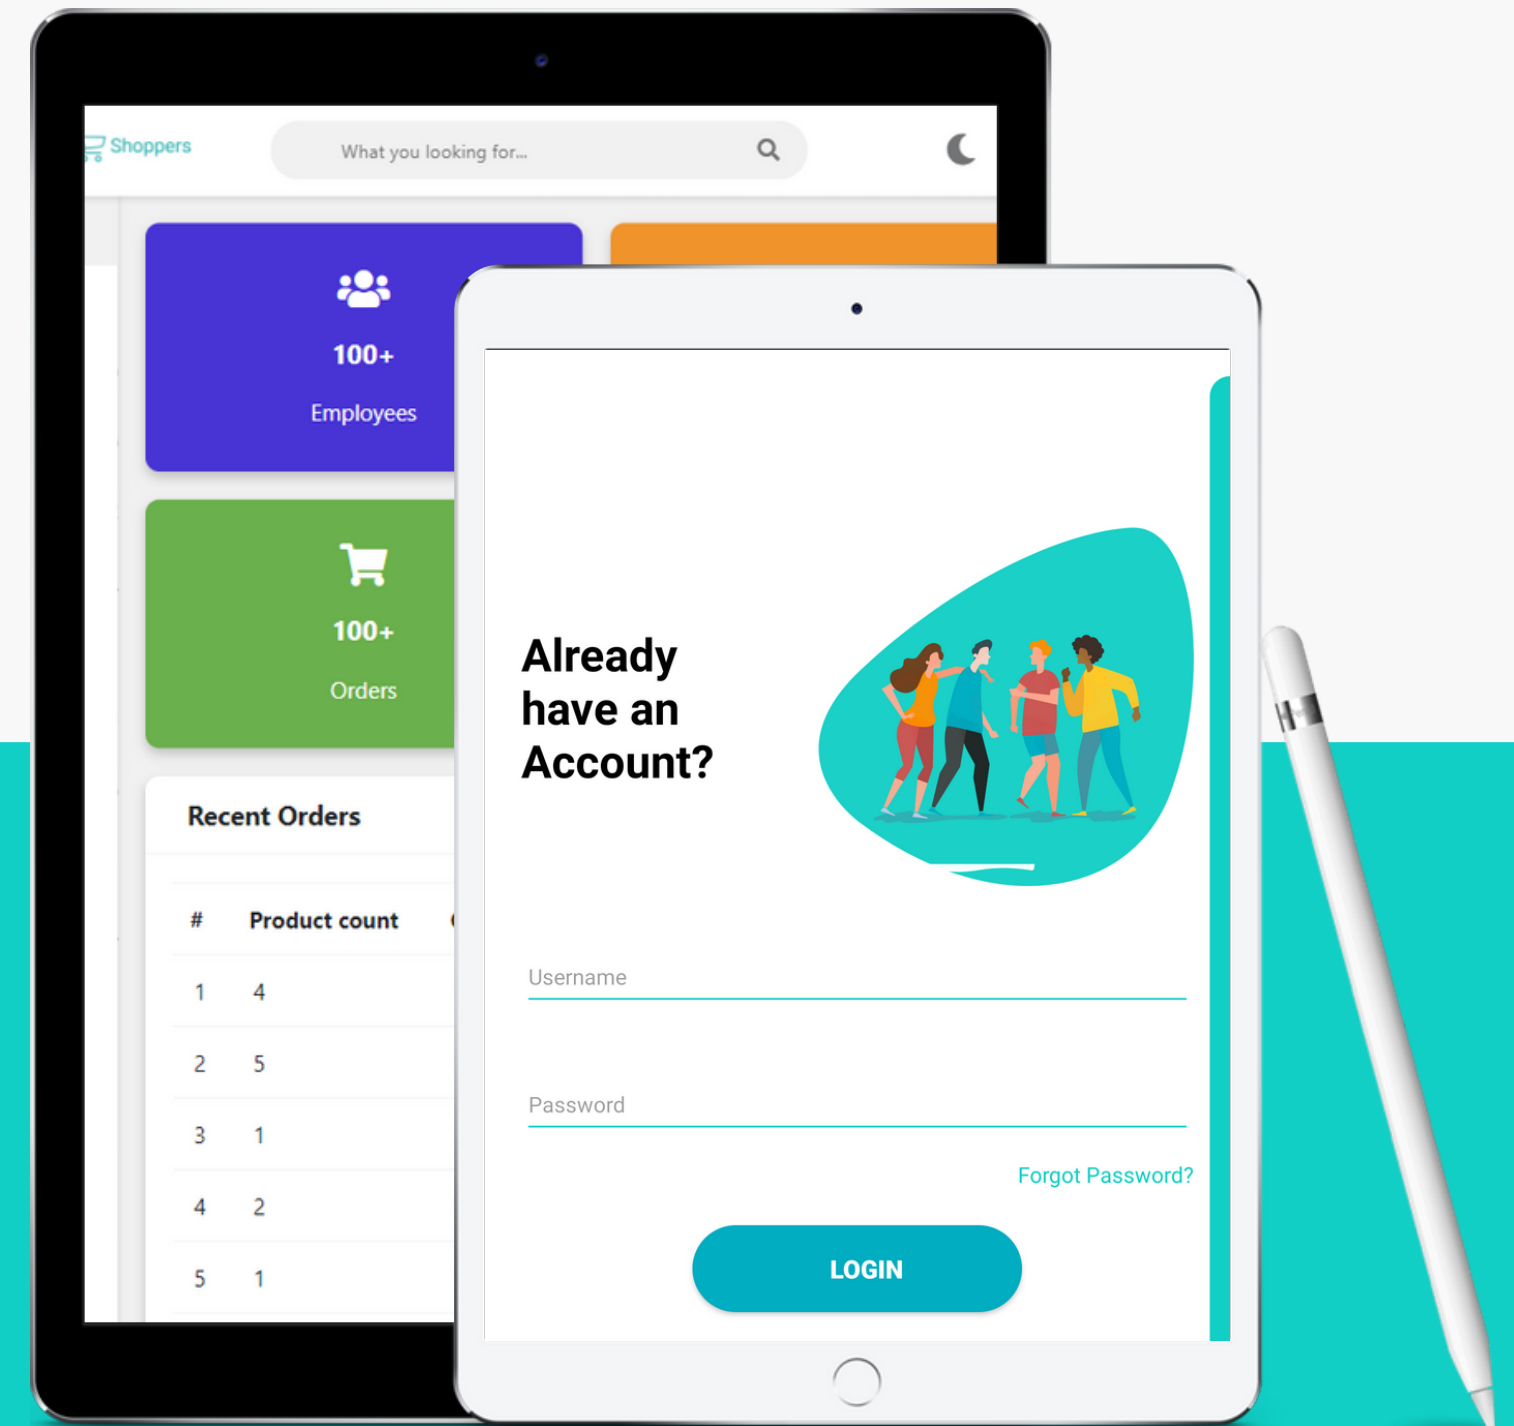 Shoppers
What you looking for...
100+
Employees
100+
Orders
Recent Orders
# Product count
1 4
2 5
3 1
4 2
5 1
Already
have an
Account?
Username
Password
Forgot Password?
LOGIN